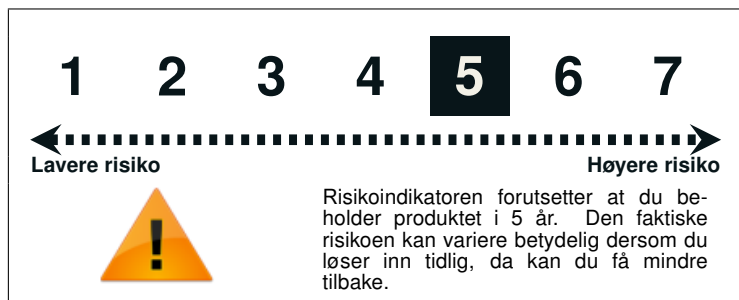 1 2 3 4 5 6 7
Lavere risiko Høyere risiko
!
Risikoindikatoren forutsetter at du be-
holder produktet i 5 år. Den faktiske
risikoen kan variere betydelig dersom du
løser inn tidlig, da kan du få mindre
tilbake.